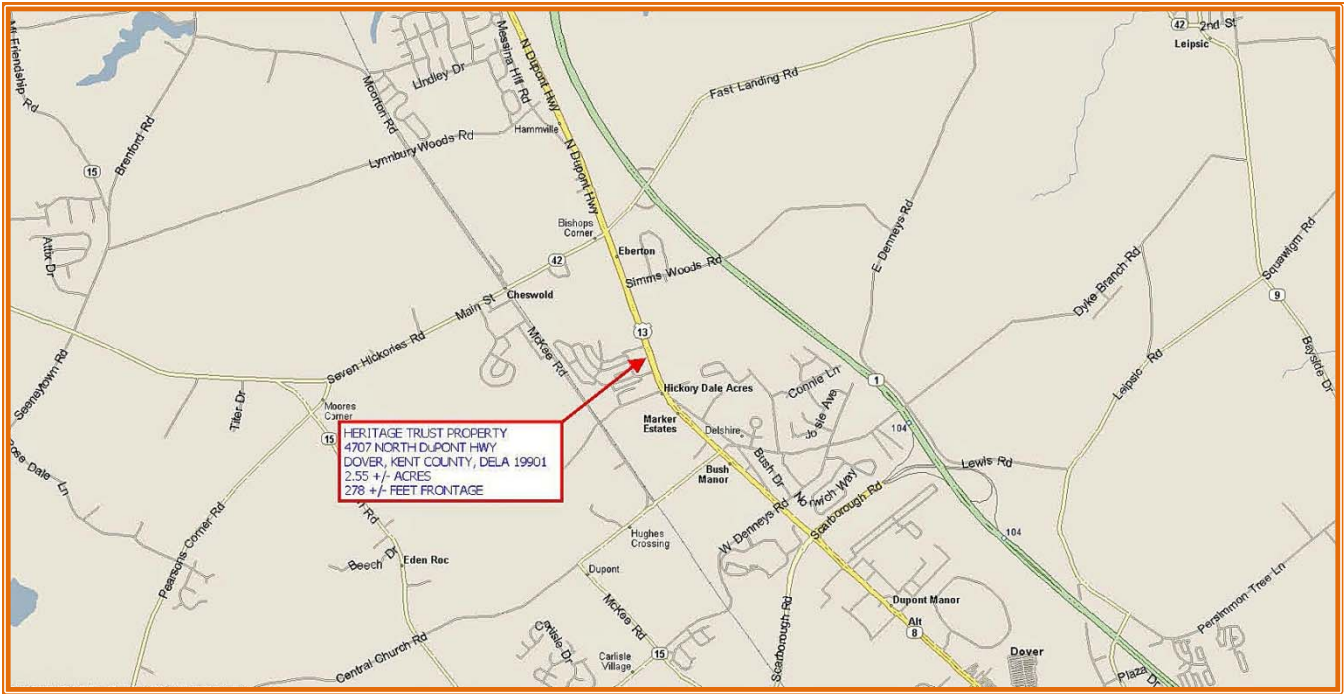 Mt Friendship Rd
15
Brenford Rd
Attix Dr
Seeneytown Rd
Rose Dale Ln
Moorton Rd
Lindley Dr
Messina Hill Rd
N Dupont Hwy
Hammville
N Dupont Hwy
Lynnbury Woods Rd
Fast Landing Rd
42
2nd St
Leipsic
Bishops
Corner
Eberton
Simms Woods Rd
42
Cheswold
Main St
Seven Hickories Rd
McKee Rd
13
E Denneys Rd
Dyke Branch Rd
Squawigm Rd
9
Bayside Dr
Leipsic Rd
1
Tiller Dr
Moores
Corner
15
HERITAGE TRUST PROPERTY
4707 NORTH DuPONT HWY
DOVER, KENT COUNTY, DELA 19901
2.55 +/- ACRES
278 +/- FEET FRONTAGE
Hickory Dale Acres
Marker
Estates
Delshire
Connie Ln
Josie Ave
104
Bush
Manor
Bush Dr
Norwich Way
Lewis Rd
Scarborough Rd
W Denneys Rd
104
Hughes
Crossing
Pearsons Corner Rd
Beech Dr
Eden Roc
Dupont
McKee Rd
Carlisle Dr
Carlisle
Village
15
Central Church Rd
Scarborough Rd
Dupont Manor
Alt
8
Dover
Persimmon Tree Ln
Plaza Dr